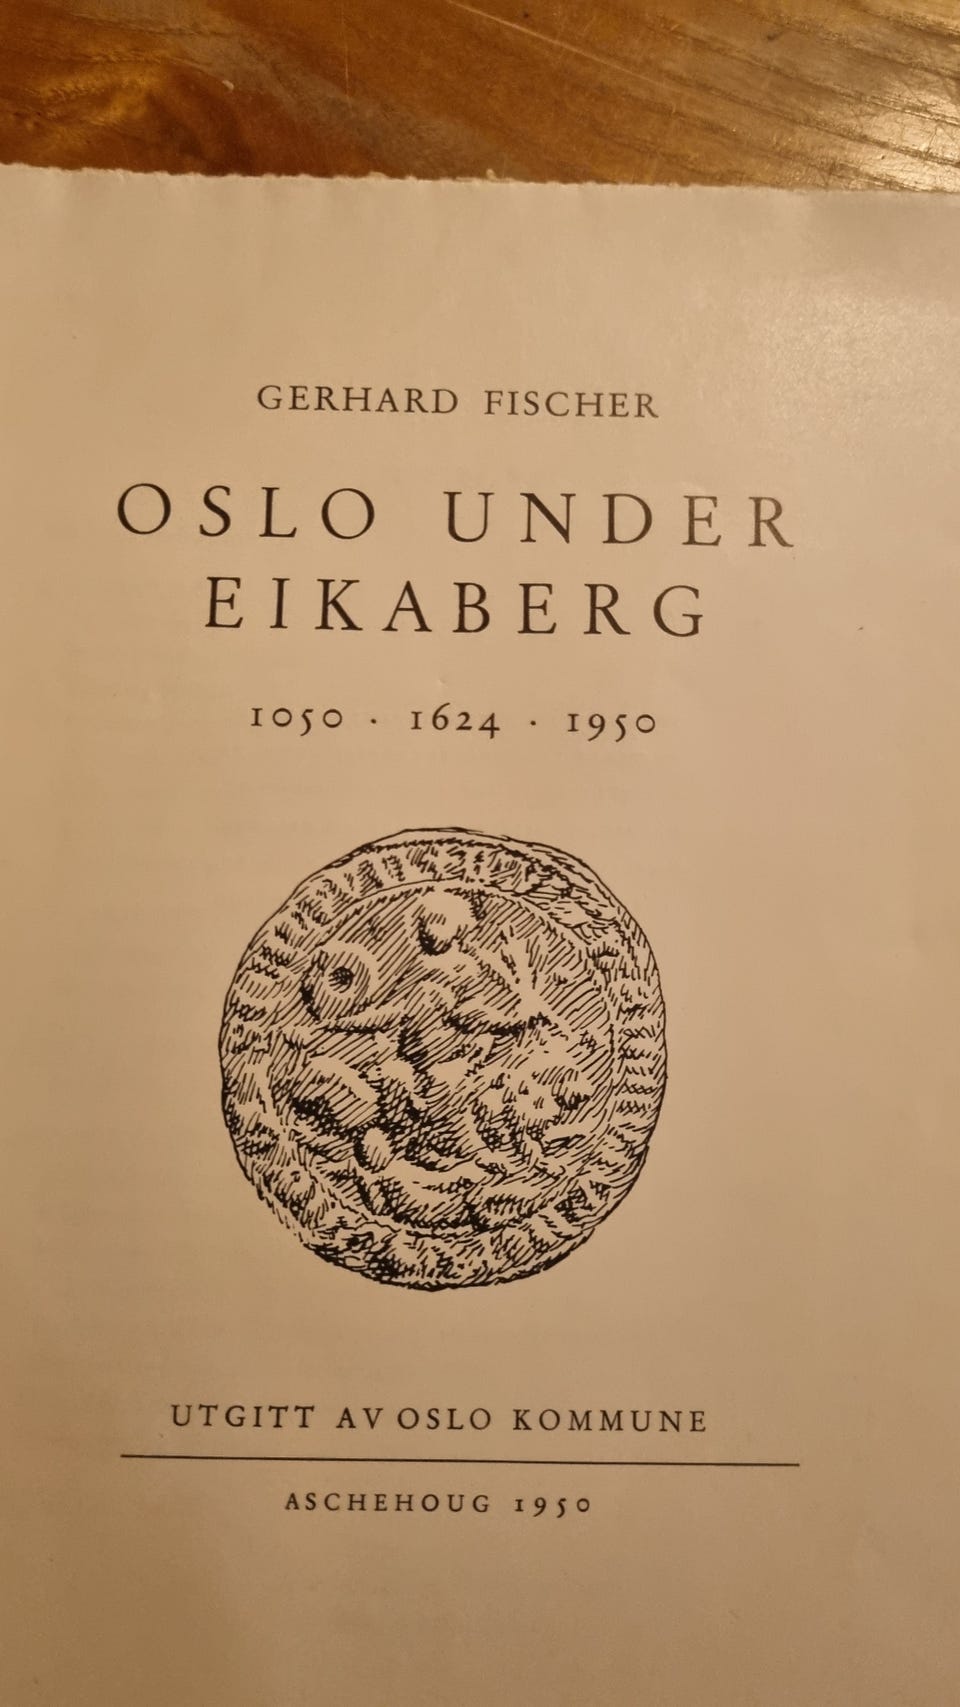 GERHARD FISCHER
OSLO UNDER
EIKABERG
1050 · 1624 · 1950
UTGITT AV OSLO KOMMUNE
ASCHEHOUG 1950